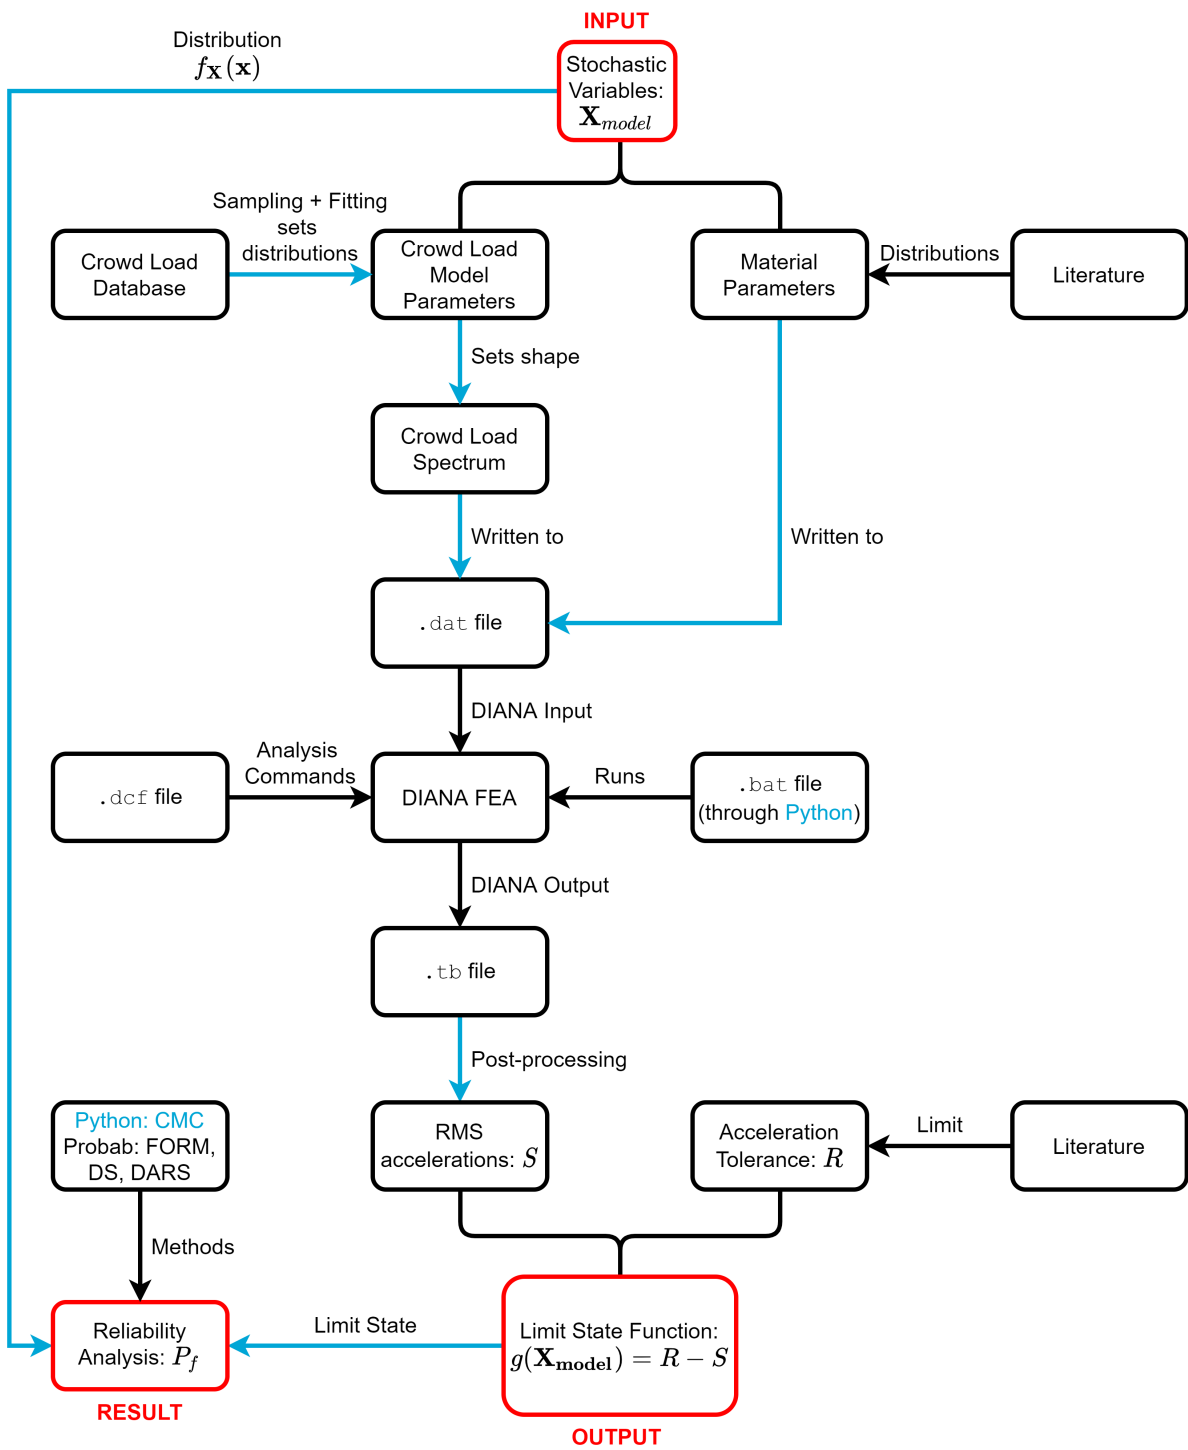 INPUT
Distribution
f_X(x)
Stochastic
Variables:
X_model
Sampling + Fitting
sets
distributions
Crowd Load
Database
Crowd Load
Model
Parameters
Material
Parameters
Distributions
Literature
Sets shape
Crowd Load
Spectrum
Written to
Written to
.dat file
DIANA Input
.dcf file
Analysis
Commands
DIANA FEA
Runs
.bat file
(through Python)
DIANA Output
.tb file
Post-processing
Python: CMC
Probab: FORM,
DS, DARS
RMS
accelerations: S
Acceleration
Tolerance: R
Limit
Literature
Methods
Reliability
Analysis: P_f
Limit State
Limit State Function:
g(X_model) = R − S
RESULT
OUTPUT